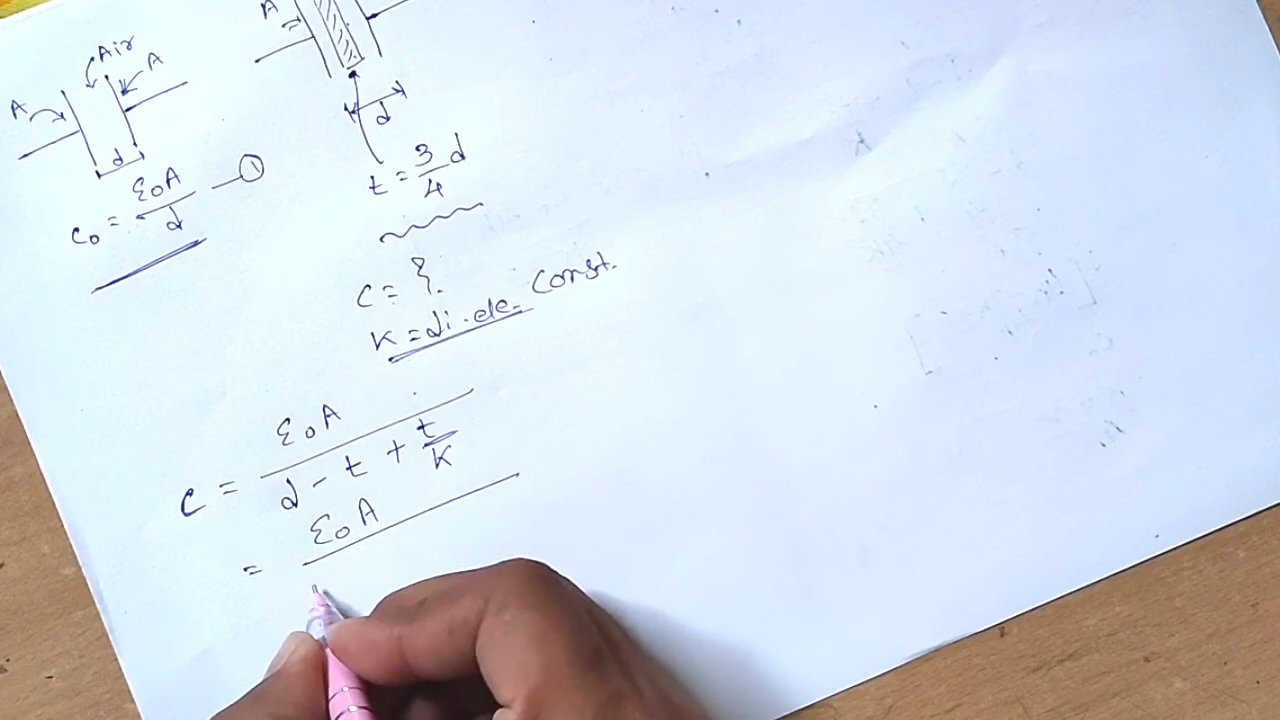 Air
A
A
d
C₀ = ε₀A/d —①
A
d
t = 3/4 d
C = ?
K = di.ele. Const.
C = ε₀A/(d - t + t/K)
= ε₀A